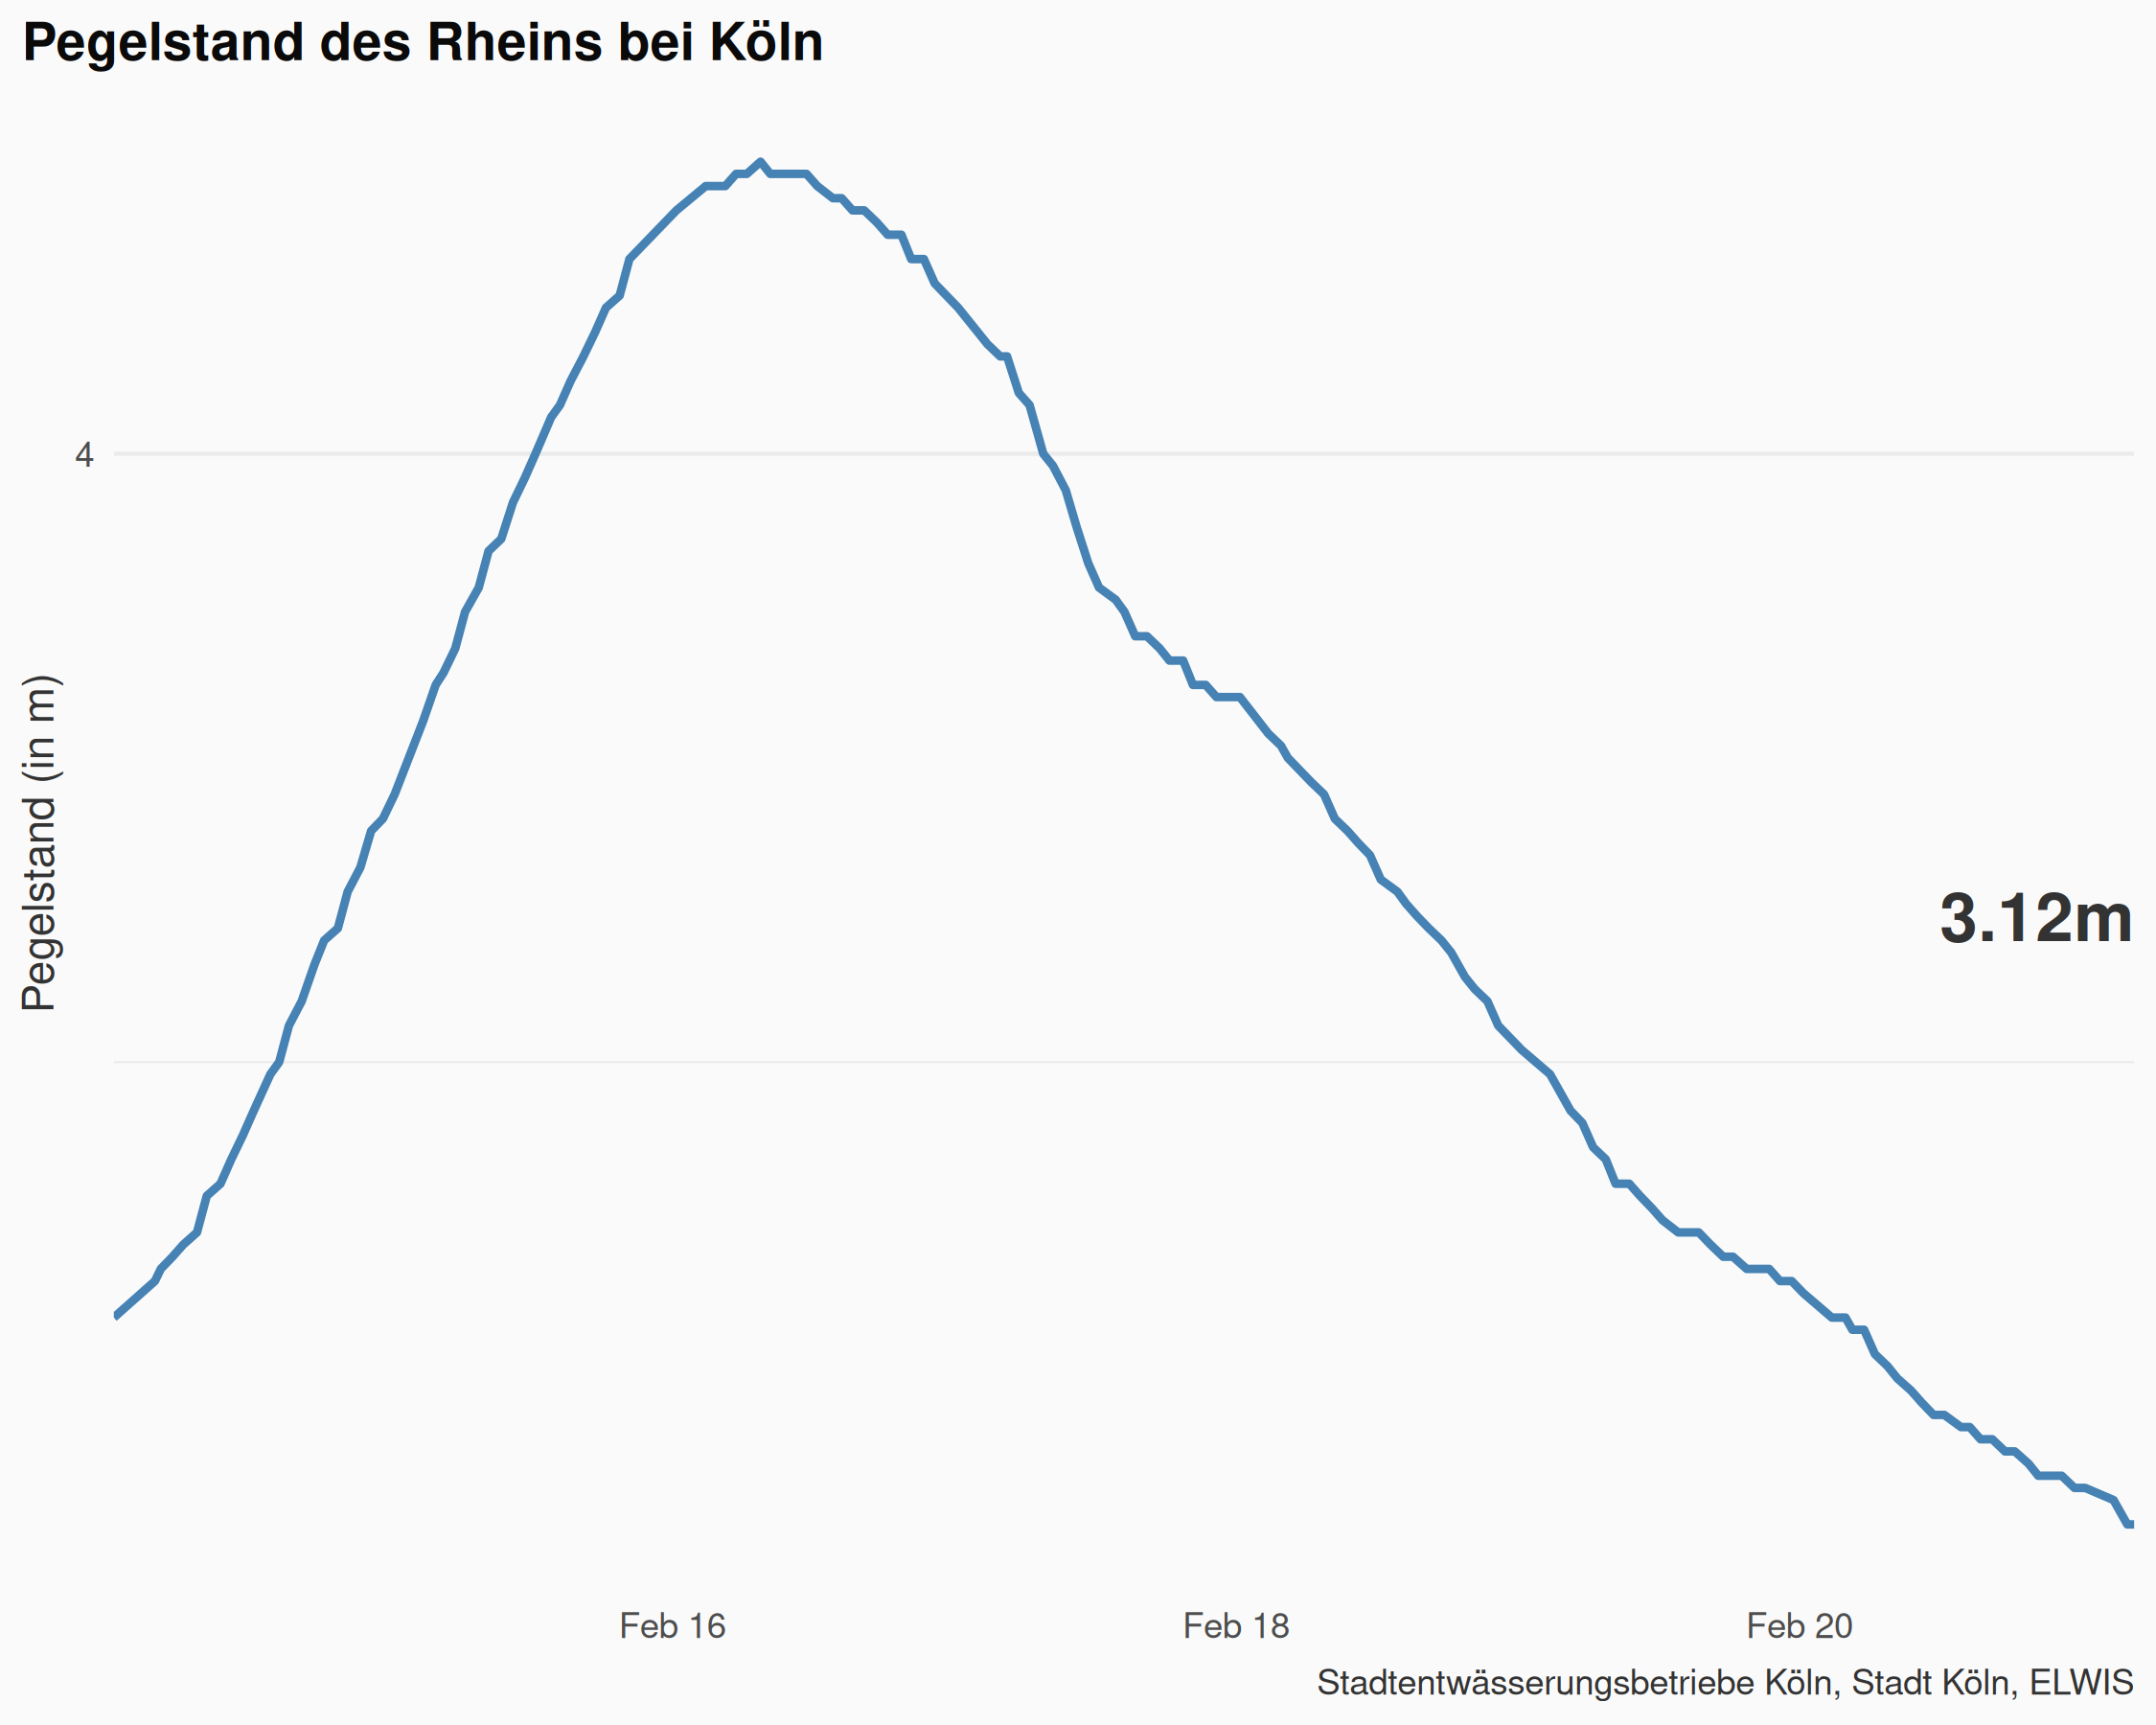 Pegelstand des Rheins bei Köln
4
Pegelstand (in m)
3.12m
Feb 16
Feb 18
Feb 20
Stadtentwässerungsbetriebe Köln, Stadt Köln, ELWIS